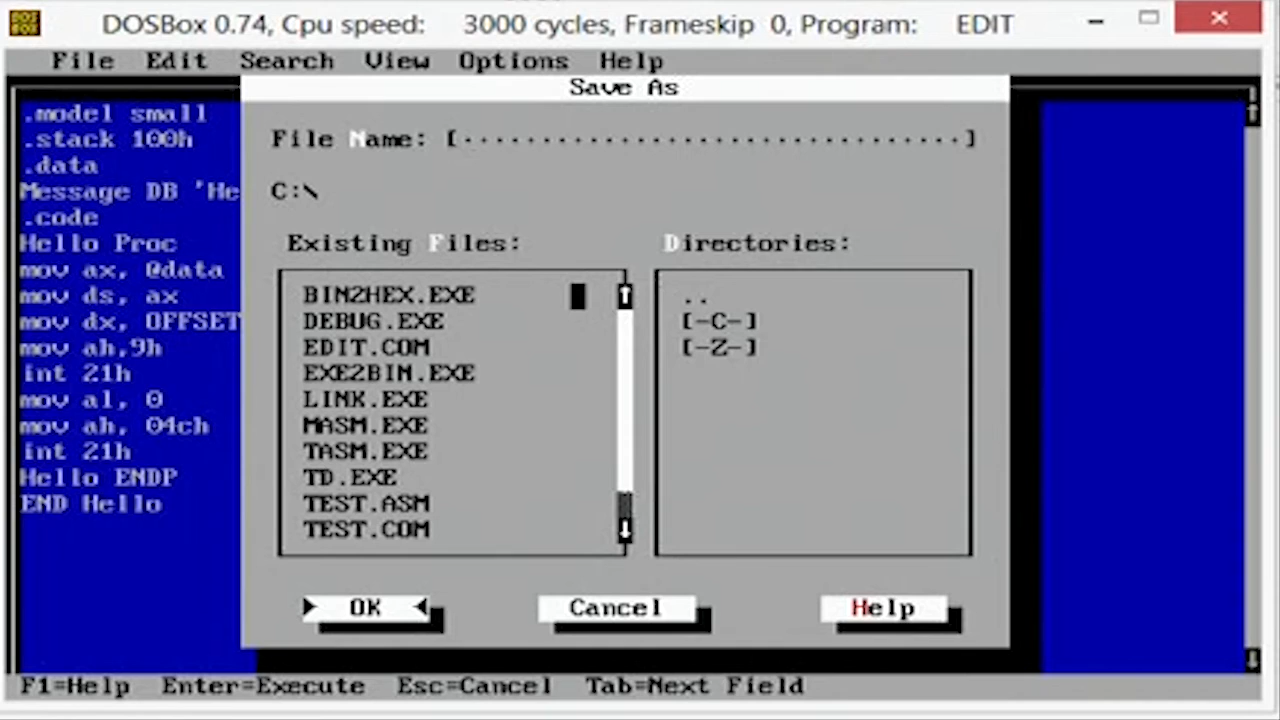 DOSBox 0.74, Cpu speed: 3000 cycles, Frameskip 0, Program: EDIT
File Edit Search View Options Help
Save As
.model small
.stack 100h
.data
Message DB 'He
.code
Hello Proc
mov ax, @data
mov ds, ax
mov dx, OFFSET
mov ah,9h
int 21h
mov al, 0
mov ah, 04ch
int 21h
Hello ENDP
END Hello
File Name: [································]
C:\
Existing Files:
BIN2HEX.EXE
DEBUG.EXE
EDIT.COM
EXE2BIN.EXE
LINK.EXE
MASM.EXE
TASM.EXE
TD.EXE
TEST.ASM
TEST.COM
Directories:
..
[-C-]
[-Z-]
OK Cancel Help
F1=Help Enter=Execute Esc=Cancel Tab=Next Field